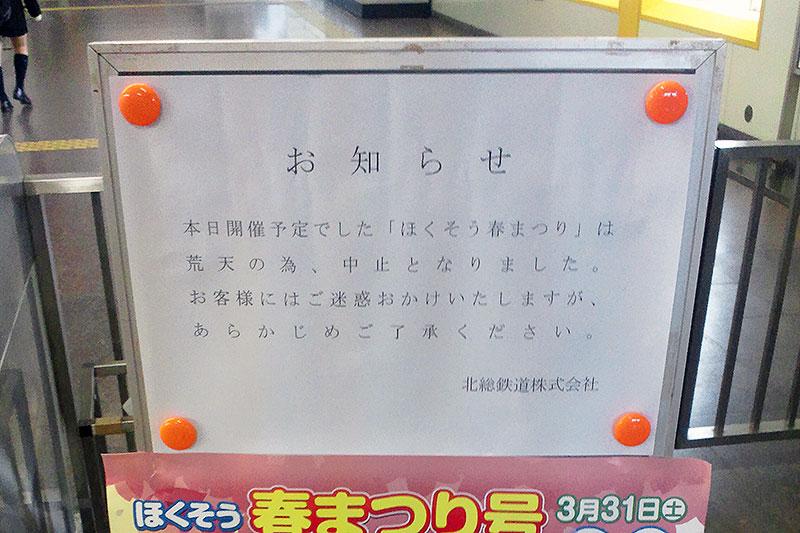 お知らせ
本日開催予定でした「ほくそう春まつり」は
荒天の為、中止となりました。
お客様にはご迷惑おかけいたしますが、
あらかじめご了承ください。
北総鉄道株式会社
ほくそう 春まつり号 3月31日㊏